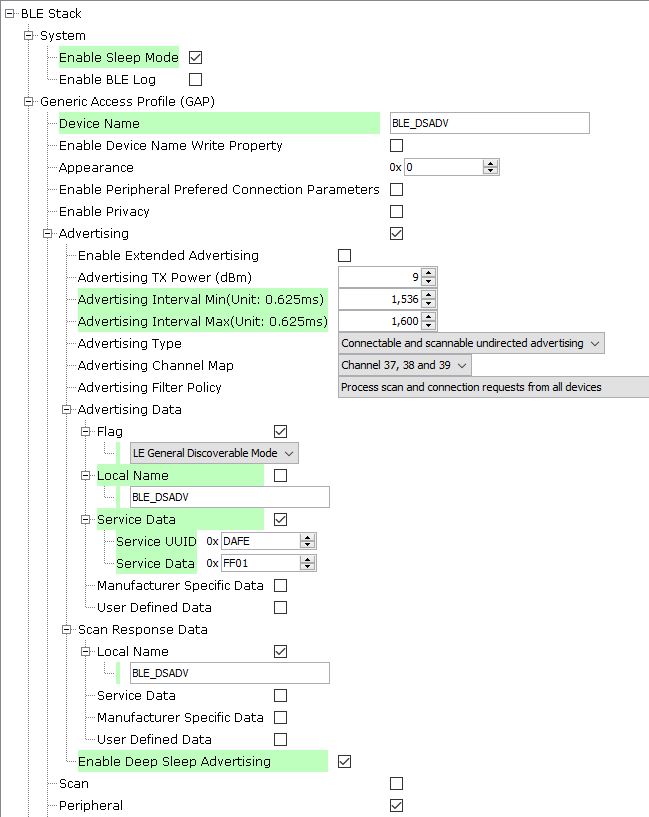 BLE Stack
System
Enable Sleep Mode
Enable BLE Log
Generic Access Profile (GAP)
Device Name BLE_DSADV
Enable Device Name Write Property
Appearance 0x 0
Enable Peripheral Prefered Connection Parameters
Enable Privacy
Advertising
Enable Extended Advertising
Advertising TX Power (dBm) 9
Advertising Interval Min(Unit: 0.625ms) 1,536
Advertising Interval Max(Unit: 0.625ms) 1,600
Advertising Type Connectable and scannable undirected advertising
Advertising Channel Map Channel 37, 38 and 39
Advertising Filter Policy Process scan and connection requests from all devices
Advertising Data
Flag
LE General Discoverable Mode
Local Name
BLE_DSADV
Service Data
Service UUID 0x DAFE
Service Data 0x FF01
Manufacturer Specific Data
User Defined Data
Scan Response Data
Local Name
BLE_DSADV
Service Data
Manufacturer Specific Data
User Defined Data
Enable Deep Sleep Advertising
Scan
Peripheral